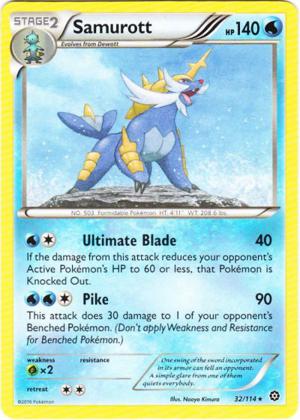 STAGE2
Samurott
HP 140
Evolves from Dewott
NO. 503 Formidable Pokémon HT: 4'11" WT: 208.6 lbs.
Ultimate Blade 40
If the damage from this attack reduces your opponent's
Active Pokémon's HP to 60 or less, that Pokémon is
Knocked Out.
Pike 90
This attack does 30 damage to 1 of your opponent's
Benched Pokémon. (Don't apply Weakness and Resistance
for Benched Pokémon.)
weakness
resistance
×2
retreat
One swing of the sword incorporated
in its armor can fell an opponent.
A simple glare from one of them
quiets everybody.
©2016 Pokémon
Illus. Naoyo Kimura
32/114 ★